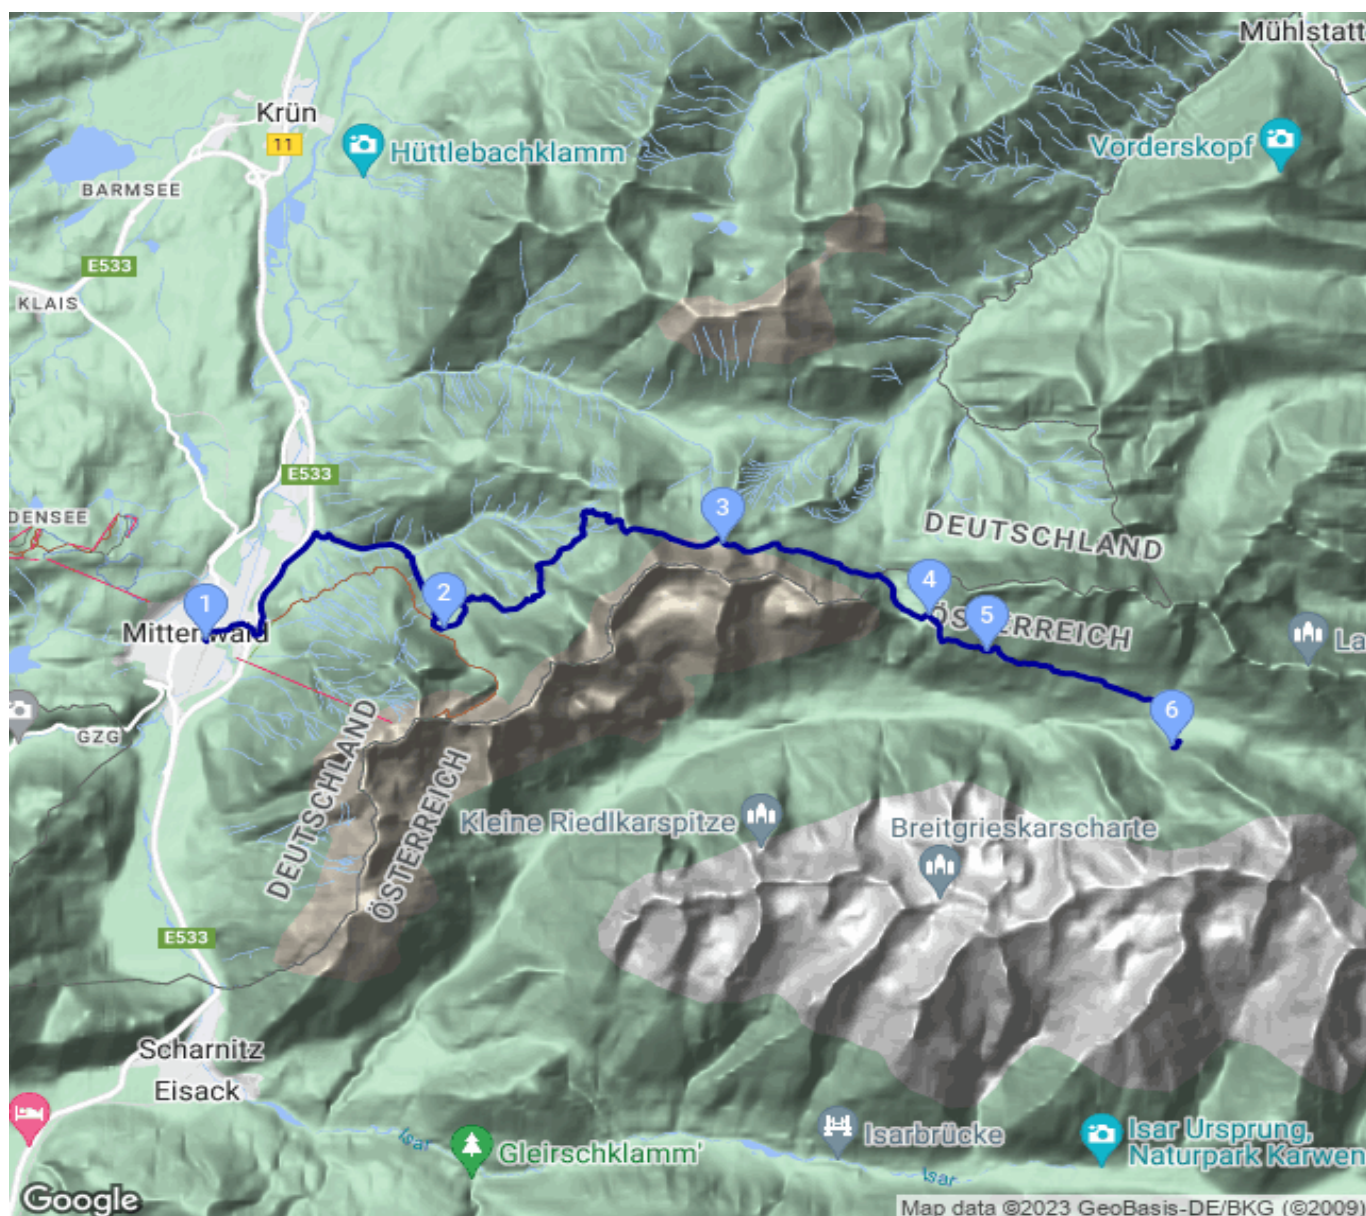 Mühlstatt
Krün
11
Hüttlebachklamm
Vorderskopf
BARMSEE
E533
KLAIS
E533
DENSEE
3
DEUTSCHLAND
1
2
4
5
Mittenwald
ÖSTERREICH
La
6
GZG
DEUTSCHLAND
ÖSTERREICH
Kleine Riedlkarspitze
Breitgrieskarscharte
E533
Scharnitz
Eisack
Isar
Gleirschklamm'
Isarbrücke
Isar Ursprung,
Naturpark Karwen
Isar
Google
Map data ©2023 GeoBasis-DE/BKG (©2009)